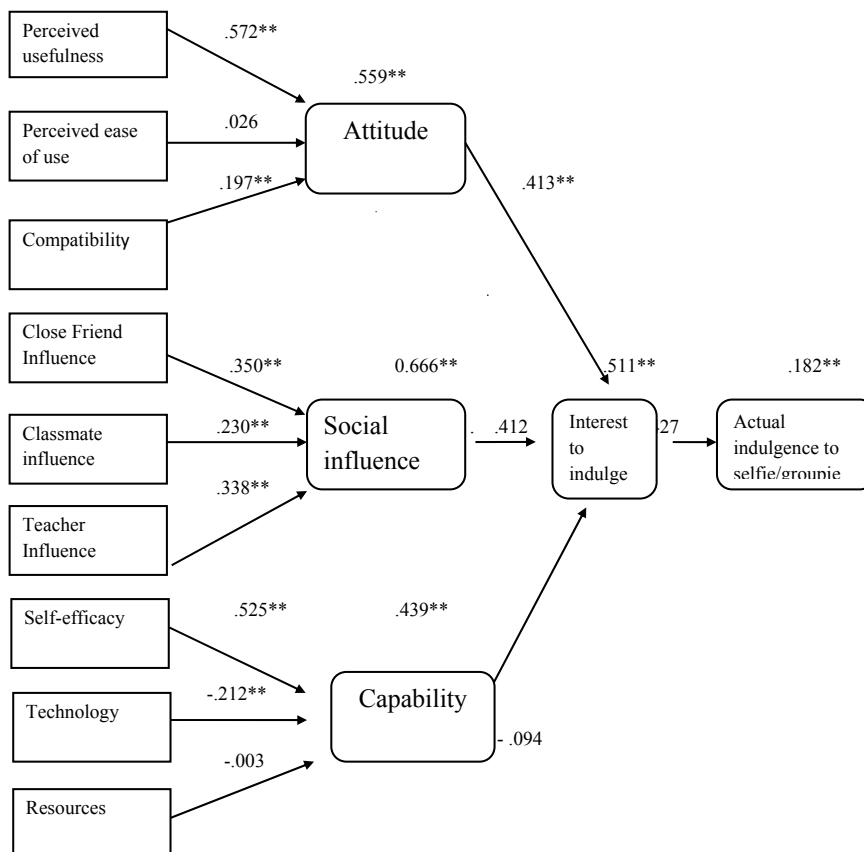 Perceived
usefulness
.572**
.559**
Perceived ease
of use
.026
Attitude
.197**
.413**
Compatibility
Close Friend
Influence
.350**
0.666**
.511**
.182**
Classmate
influence
.230**
Social
influence
. .412
Interest
to
indulge
27
Actual
indulgence to
selfie/groupie
.338**
Teacher
Influence
Self-efficacy
.525**
.439**
Technology
-.212**
Capability
- .094
-.003
Resources